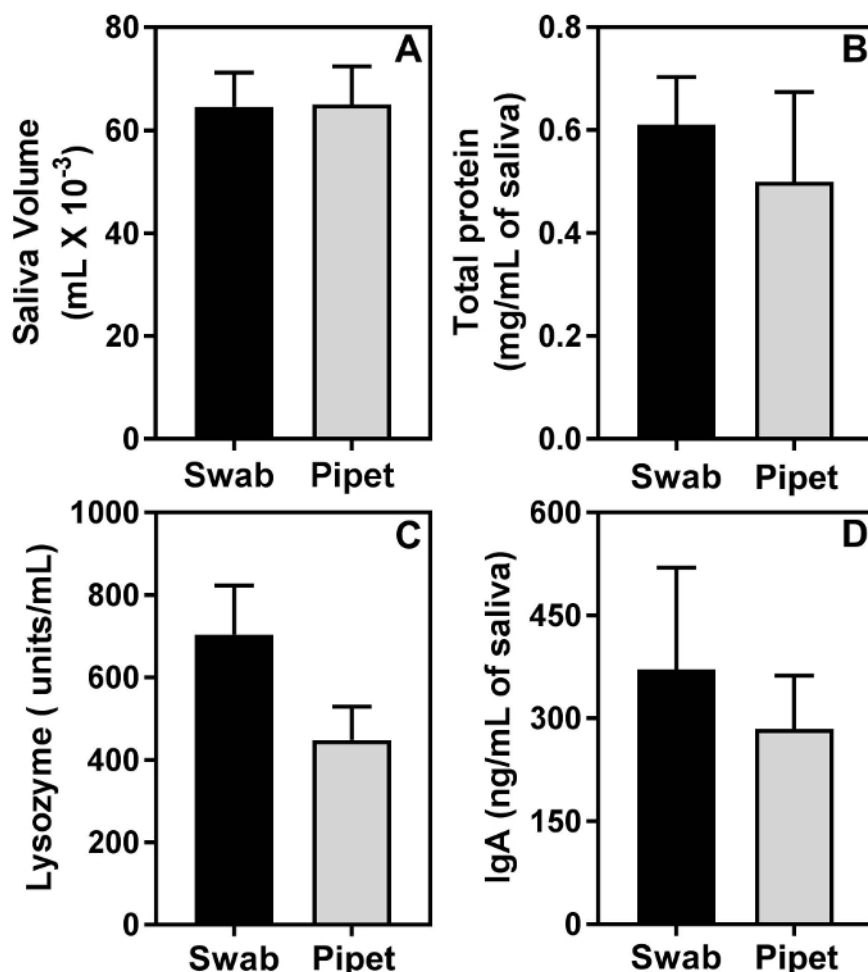 A
Saliva Volume
(mL X 10⁻³)
80
60
40
20
0
Swab Pipet
B
Total protein
(mg/mL of saliva)
0.8
0.6
0.4
0.2
0.0
Swab Pipet
C
Lysozyme ( units/mL)
1000
800
600
400
200
0
Swab Pipet
D
IgA (ng/mL of saliva)
600
450
300
150
0
Swab Pipet